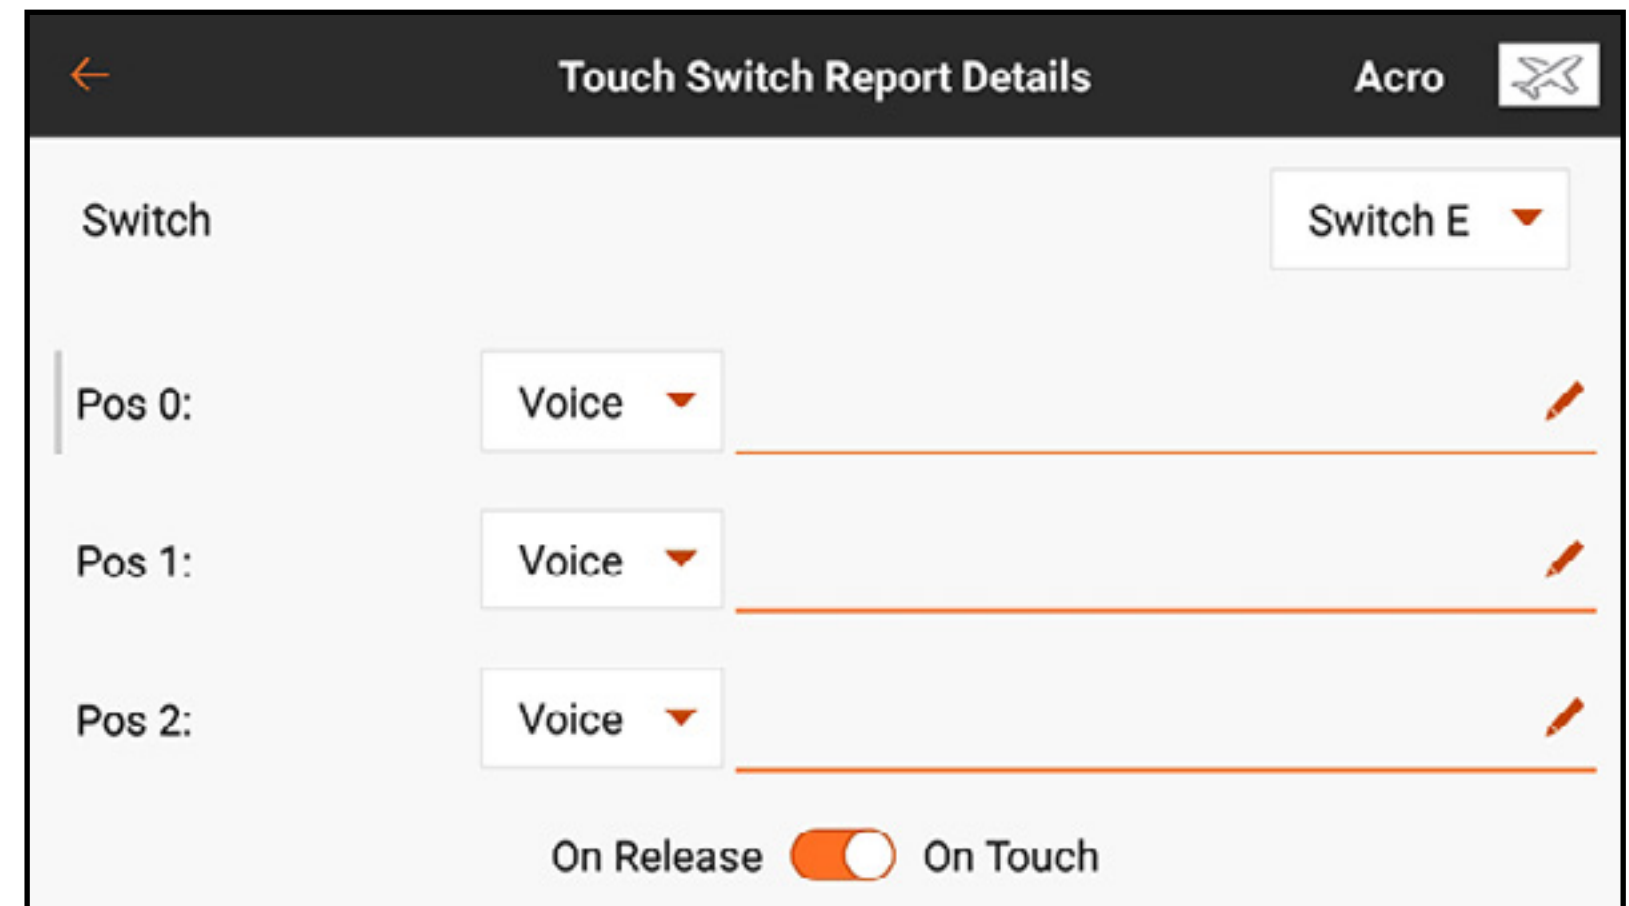 Touch Switch Report Details Acro
Switch Switch E
Pos 0: Voice
Pos 1: Voice
Pos 2: Voice
On Release On Touch